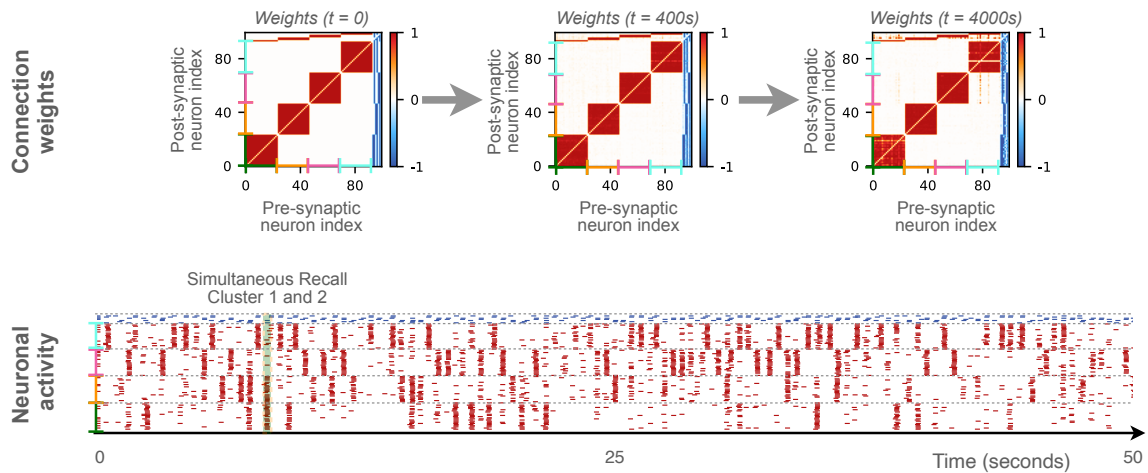 Connection
weights
Weights (t = 0)
Weights (t = 400s)
Weights (t = 4000s)
Post-synaptic
neuron index
80
40
0
0
40
80
1
0
-1
Pre-synaptic
neuron index
Post-synaptic
neuron index
80
40
0
0
40
80
1
0
-1
Pre-synaptic
neuron index
Post-synaptic
neuron index
80
40
0
0
40
80
1
0
-1
Pre-synaptic
neuron index
Simultaneous Recall
Cluster 1 and 2
Neuronal
activity
0
25
Time (seconds)
50